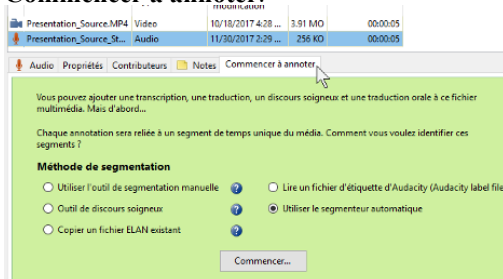 Commencer à annoter.
modification
Presentation_Source.MP4 Vidéo 10/18/2017 4:28 ... 3.91 MO 00:00:05
Presentation_Source_St... Audio 11/30/2017 2:29 ... 256 KO 00:00:05
Audio Propriétés Contributeurs Notes Commencer à annoter
Vous pouvez ajouter une transcription, une traduction, un discours soigneux et une traduction orale à ce fichier
multimédia. Mais d'abord...
Chaque annotation sera reliée à un segment de temps unique du média. Comment vous voulez identifier ces
segments ?
Méthode de segmentation
Utiliser l'outil de segmentation manuelle ? Lire un fichier d'étiquette d'Audacity (Audacity label file
Outil de discours soigneux ? Utiliser le segmenteur automatique
Copier un fichier ELAN existant ?
Commencer...